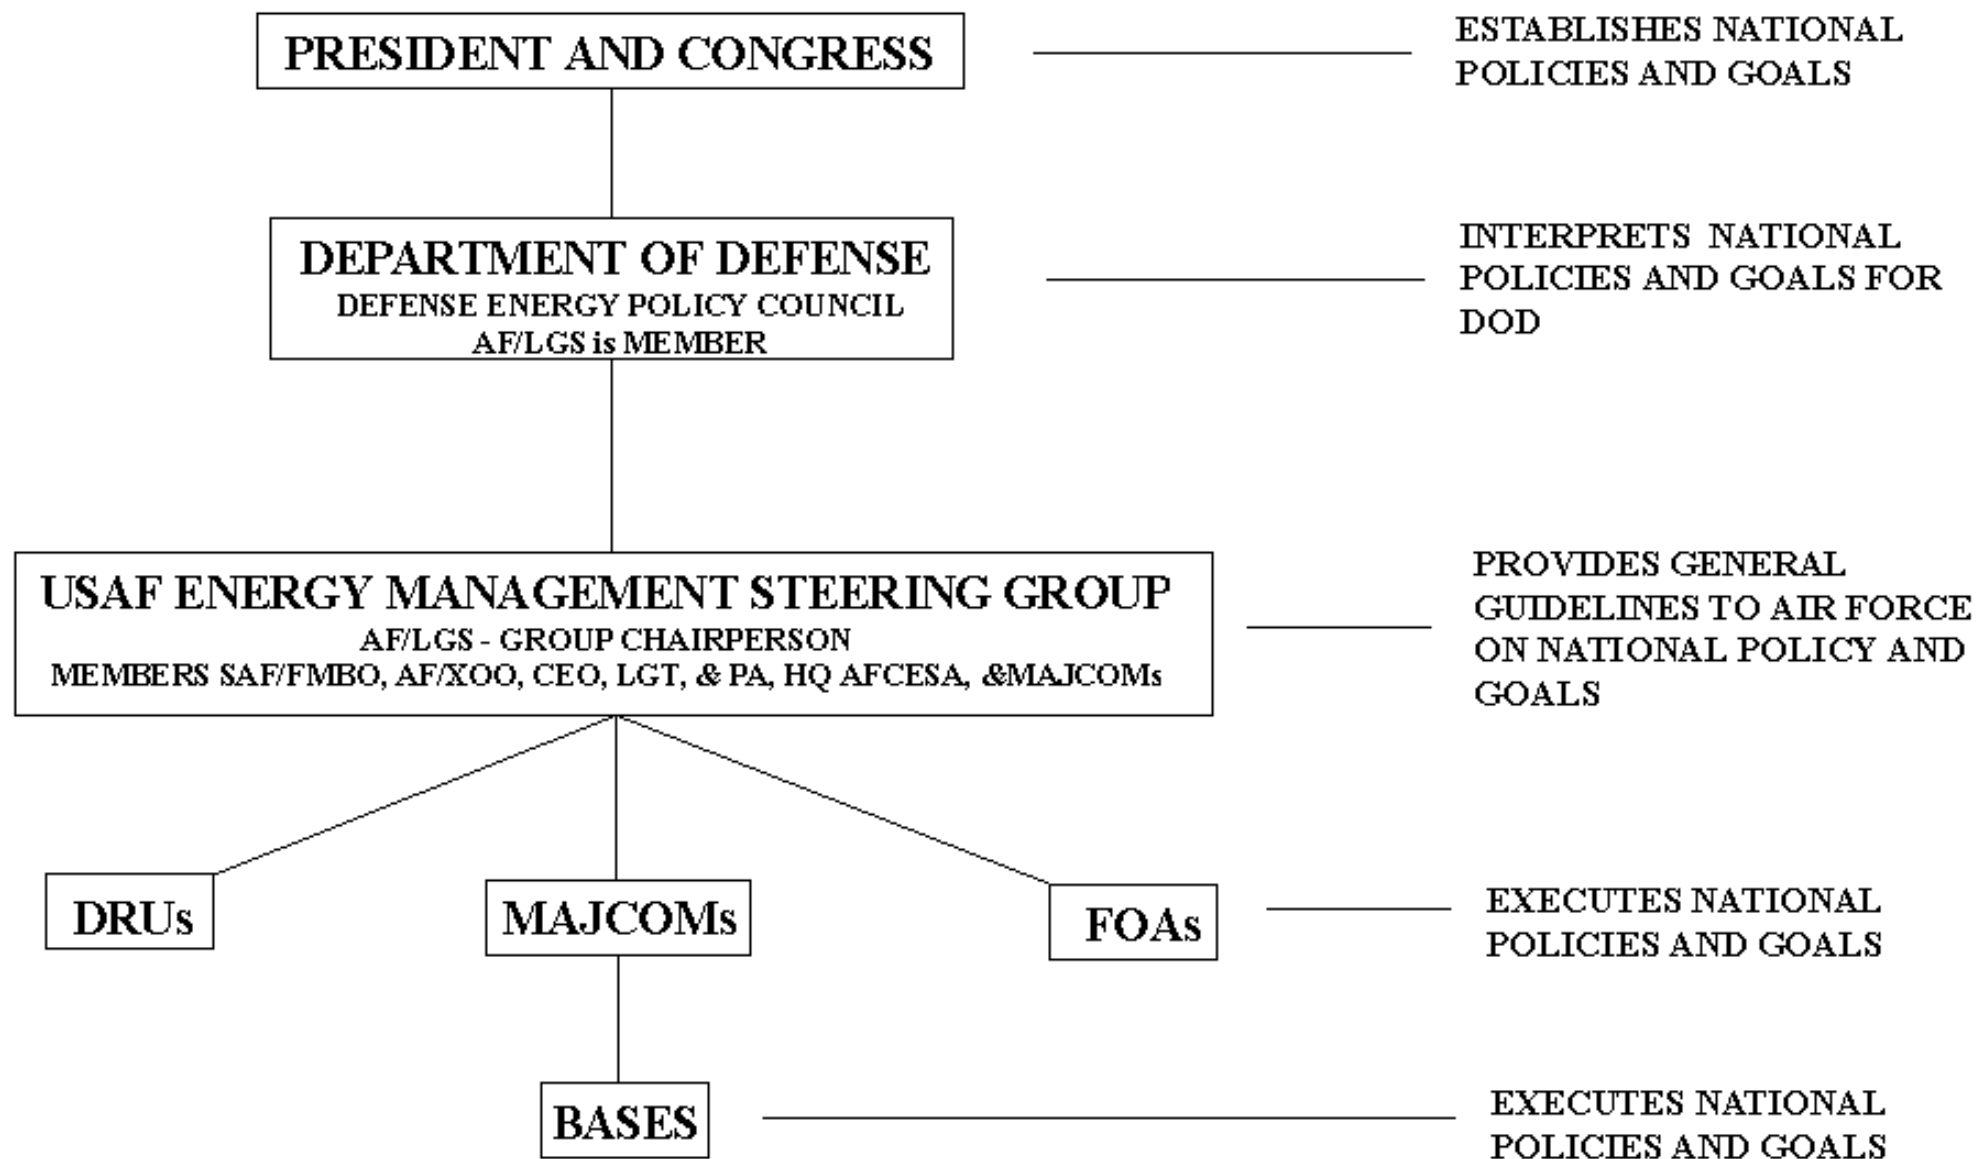 PRESIDENT AND CONGRESS
ESTABLISHES NATIONAL
POLICIES AND GOALS
DEPARTMENT OF DEFENSE
DEFENSE ENERGY POLICY COUNCIL
AF/LGS is MEMBER
INTERPRETS NATIONAL
POLICIES AND GOALS FOR
DOD
USAF ENERGY MANAGEMENT STEERING GROUP
AF/LGS - GROUP CHAIRPERSON
MEMBERS SAF/FMBO, AF/XOO, CEO, LGT, & PA, HQ AFCESA, &MAJCOMs
PROVIDES GENERAL
GUIDELINES TO AIR FORCE
ON NATIONAL POLICY AND
GOALS
DRUs
MAJCOMs
FOAs
EXECUTES NATIONAL
POLICIES AND GOALS
BASES
EXECUTES NATIONAL
POLICIES AND GOALS